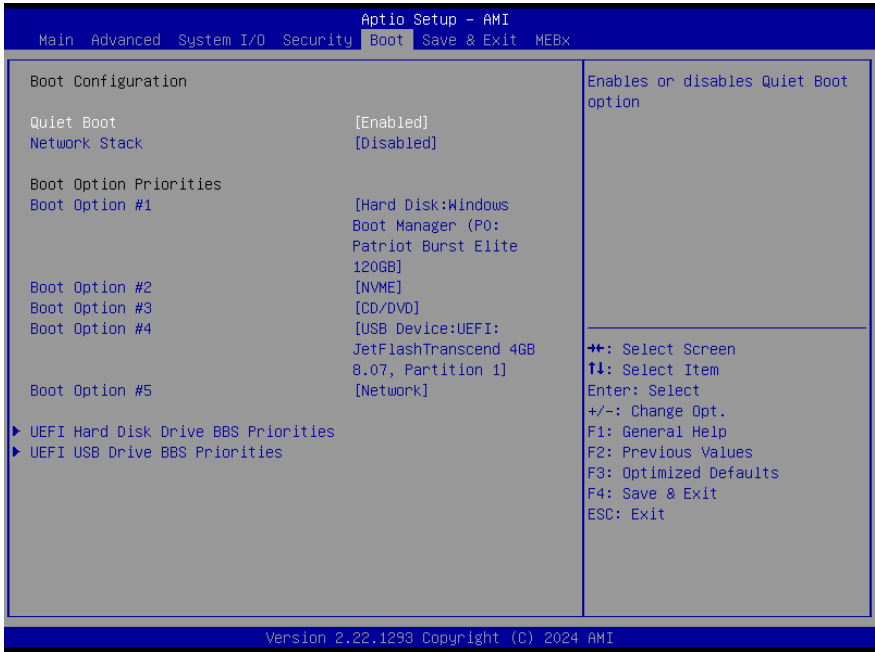 Aptio Setup – AMI
Main Advanced System I/O Security Boot Save & Exit MEBx
Boot Configuration
Quiet Boot [Enabled]
Network Stack [Disabled]
Boot Option Priorities
Boot Option #1 [Hard Disk:Windows
Boot Manager (P0:
Patriot Burst Elite
120GB]
Boot Option #2 [NVME]
Boot Option #3 [CD/DVD]
Boot Option #4 [USB Device:UEFI:
JetFlashTranscend 4GB
8.07, Partition 1]
Boot Option #5 [Network]
UEFI Hard Disk Drive BBS Priorities
UEFI USB Drive BBS Priorities
Enables or disables Quiet Boot
option
→←: Select Screen
↑↓: Select Item
Enter: Select
+/-: Change Opt.
F1: General Help
F2: Previous Values
F3: Optimized Defaults
F4: Save & Exit
ESC: Exit
Version 2.22.1293 Copyright (C) 2024 AMI